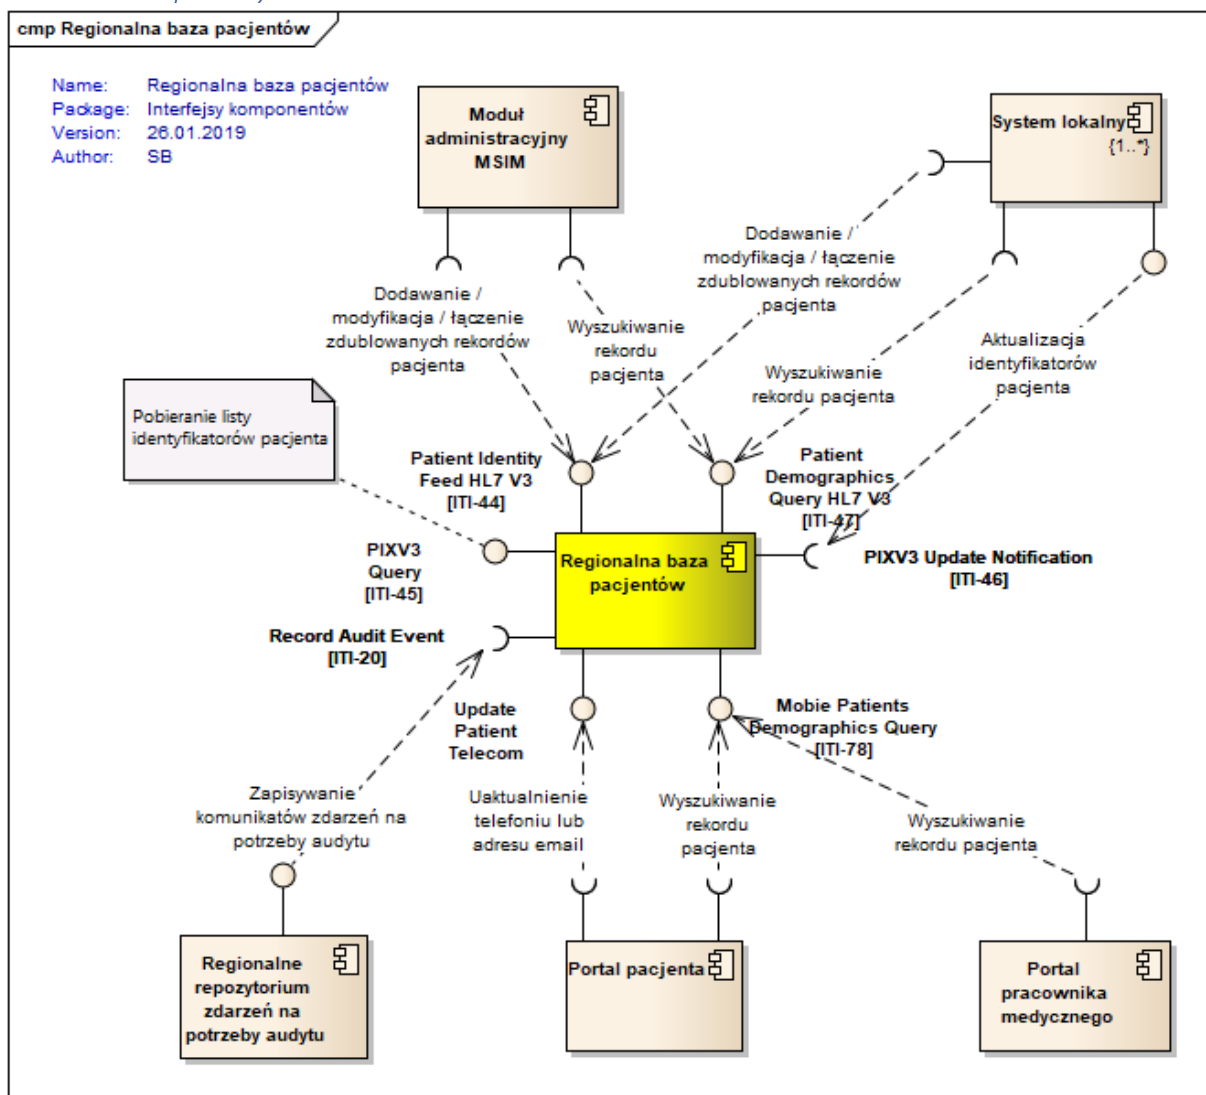 cmp Regionalna baza pacjentów
Name: Regionalna baza pacjentów
Package: Interfejsy komponentów
Version: 26.01.2019
Author: SB
Moduł
administracyjny
MSIM
System lokalny
{1..*}
Dodawanie /
modyfikacja / łączenie
zdublowanych rekordów
pacjenta
Wyszukiwanie
rekordu
pacjenta
Dodawanie /
modyfikacja / łączenie
zdublowanych rekordów
pacjenta
Wyszukiwanie
rekordu pacjenta
Aktualizacja
identyfikatorów
pacjenta
Pobieranie listy
identyfikatorów pacjenta
Patient Identity
Feed HL7 V3
[ITI-44]
Patient
Demographics
Query HL7 V3
[ITI-47]
PIXV3
Query
[ITI-45]
Regionalna baza
pacjentów
PIXV3 Update Notification
[ITI-46]
Record Audit Event
[ITI-20]
Update
Patient
Telecom
Mobie Patients
Demographics Query
[ITI-78]
Zapisywanie
komunikatów zdarzeń na
potrzeby audytu
Uaktualnienie
telefoniu lub
adresu email
Wyszukiwanie
rekordu
pacjenta
Wyszukiwanie
rekordu pacjenta
Regionalne
repozytorium
zdarzeń na
potrzeby audytu
Portal pacjenta
Portal
pracownika
medycznego